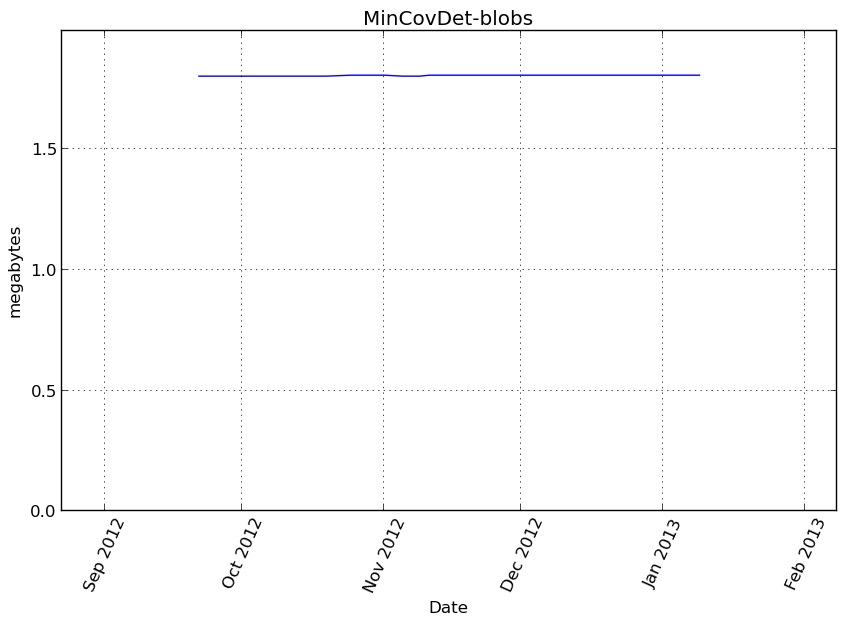 MinCovDet-blobs
megabytes
1.5
1.0
0.5
0.0
Sep 2012
Oct 2012
Nov 2012
Dec 2012
Jan 2013
Feb 2013
Date